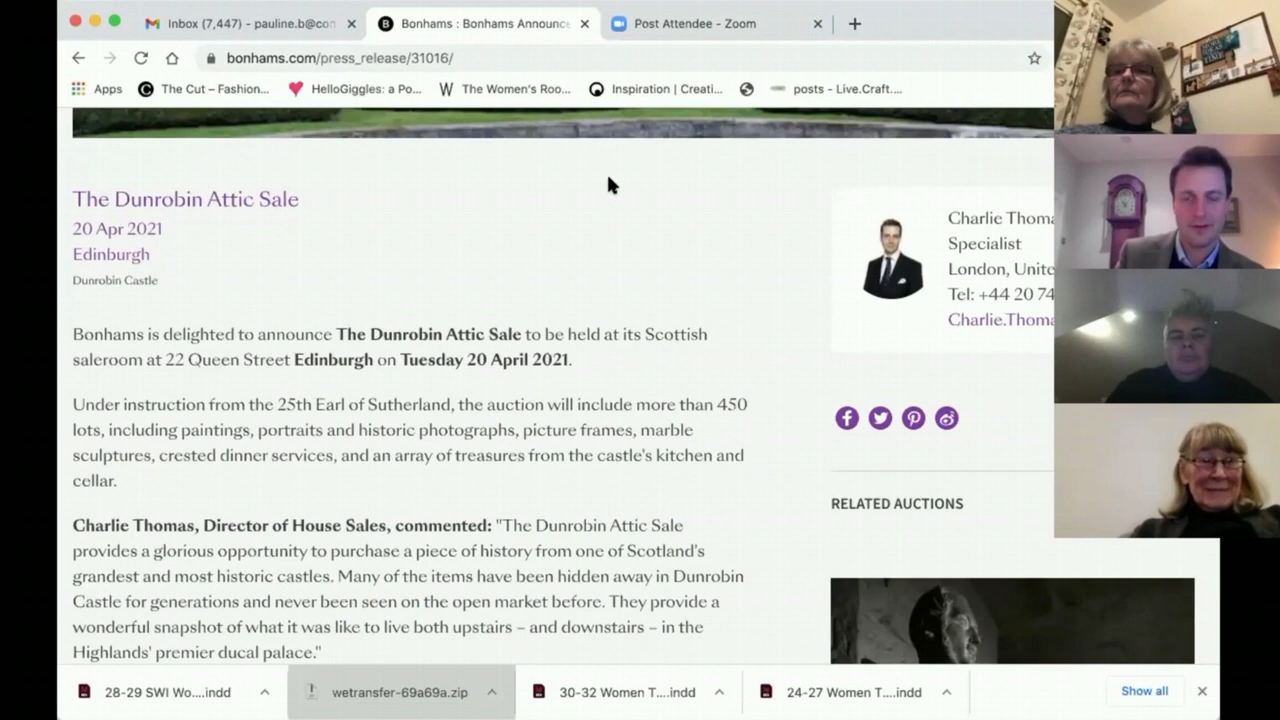 Inbox (7,447) - pauline.b@con
Bonhams : Bonhams Announce
Post Attendee - Zoom
bonhams.com/press_release/31016/
Apps
The Cut – Fashion...
HelloGiggles: a Po...
The Women's Roo...
Inspiration | Creati...
posts - Live.Craft....
The Dunrobin Attic Sale
20 Apr 2021
Edinburgh
Dunrobin Castle
Bonhams is delighted to announce The Dunrobin Attic Sale to be held at its Scottish
saleroom at 22 Queen Street Edinburgh on Tuesday 20 April 2021.
Under instruction from the 25th Earl of Sutherland, the auction will include more than 450
lots, including paintings, portraits and historic photographs, picture frames, marble
sculptures, crested dinner services, and an array of treasures from the castle's kitchen and
cellar.
Charlie Thomas, Director of House Sales, commented: "The Dunrobin Attic Sale
provides a glorious opportunity to purchase a piece of history from one of Scotland's
grandest and most historic castles. Many of the items have been hidden away in Dunrobin
Castle for generations and never been seen on the open market before. They provide a
wonderful snapshot of what it was like to live both upstairs – and downstairs – in the
Highlands' premier ducal palace."
Charlie Thoma
Specialist
London, Unite
Tel: +44 20 74
Charlie.Thoma
RELATED AUCTIONS
28-29 SWI Wo....indd
wetransfer-69a69a.zip
30-32 Women T....indd
24-27 Women T....indd
Show all